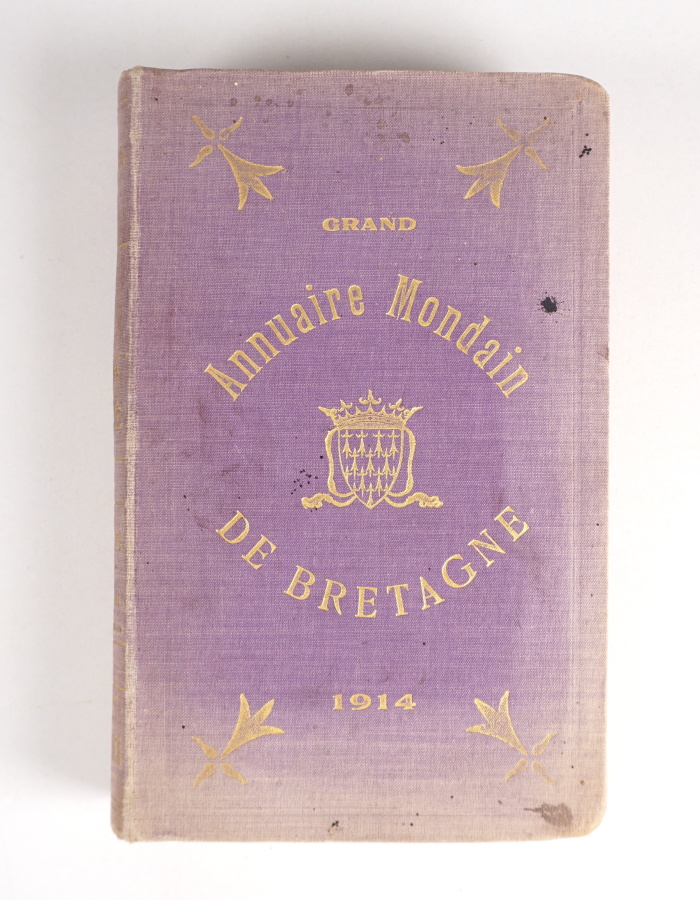 GRAND
Annuaire Mondain
DE BRETAGNE
1914